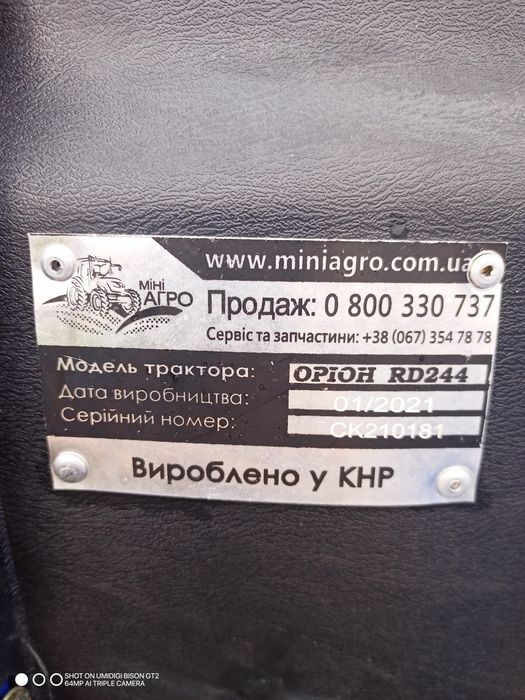 www.miniagro.com.ua
міні
АГРО
Продаж: 0 800 330 737
Сервіс та запчастини: +38 (067) 354 78 78
Модель трактора: ОРІОН RD244
Дата виробництва: 01/2021
Серійний номер: CK210181
Вироблено у КНР
SHOT ON UMIDIGI BISON GT2
64MP AI TRIPLE CAMERA